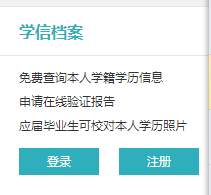 学信档案
免费查询本人学籍学历信息
申请在线验证报告
应届毕业生可校对本人学历照片
登录
注册